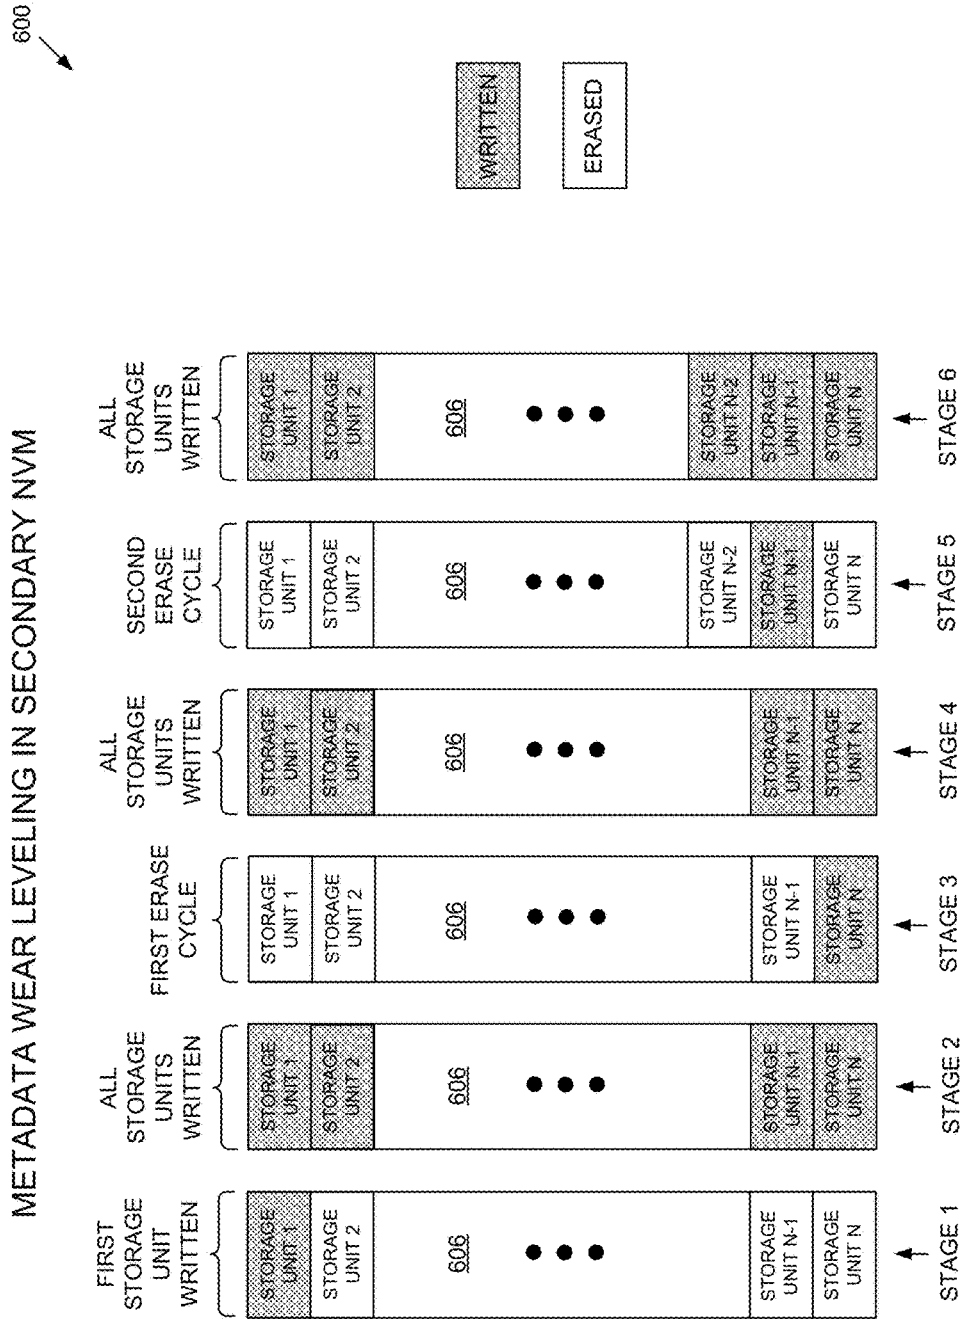 600
METADATA WEAR LEVELING IN SECONDARY NVM
FIRST
STORAGE
UNIT
WRITTEN
STORAGE
UNIT 1
STORAGE
UNIT 2
606
STORAGE
UNIT N-1
STORAGE
UNIT N
STAGE 1
ALL
STORAGE
UNITS
WRITTEN
STORAGE
UNIT 1
STORAGE
UNIT 2
606
STORAGE
UNIT N-1
STORAGE
UNIT N
STAGE 2
FIRST ERASE
CYCLE
STORAGE
UNIT 1
STORAGE
UNIT 2
606
STORAGE
UNIT N-1
STORAGE
UNIT N
STAGE 3
ALL
STORAGE
UNITS
WRITTEN
STORAGE
UNIT 1
STORAGE
UNIT 2
606
STORAGE
UNIT N-1
STORAGE
UNIT N
STAGE 4
SECOND
ERASE
CYCLE
STORAGE
UNIT 1
STORAGE
UNIT 2
606
STORAGE
UNIT N-2
STORAGE
UNIT N-1
STORAGE
UNIT N
STAGE 5
ALL
STORAGE
UNITS
WRITTEN
STORAGE
UNIT 1
STORAGE
UNIT 2
606
STORAGE
UNIT N-2
STORAGE
UNIT N-1
STORAGE
UNIT N
STAGE 6
WRITTEN
ERASED